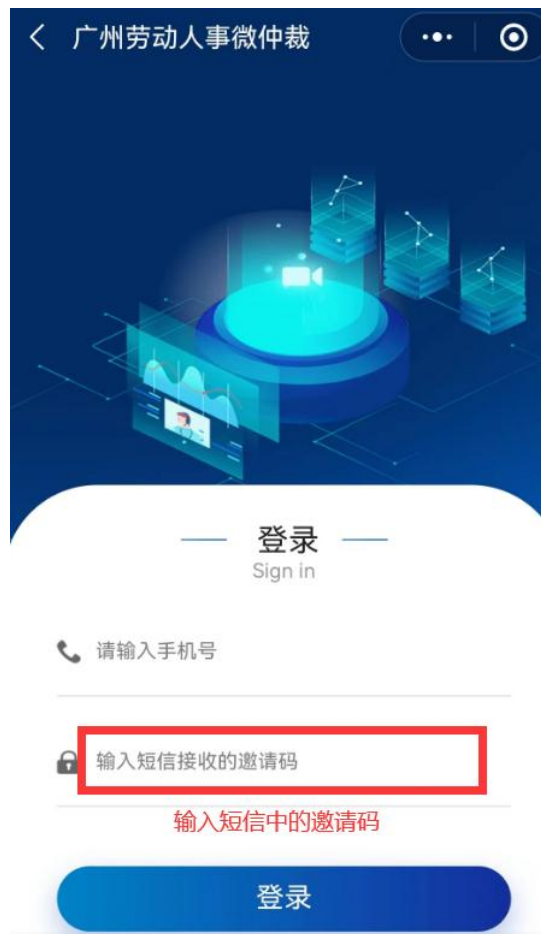 广州劳动人事微仲裁
登录
Sign in
请输入手机号
输入短信接收的邀请码
输入短信中的邀请码
登录